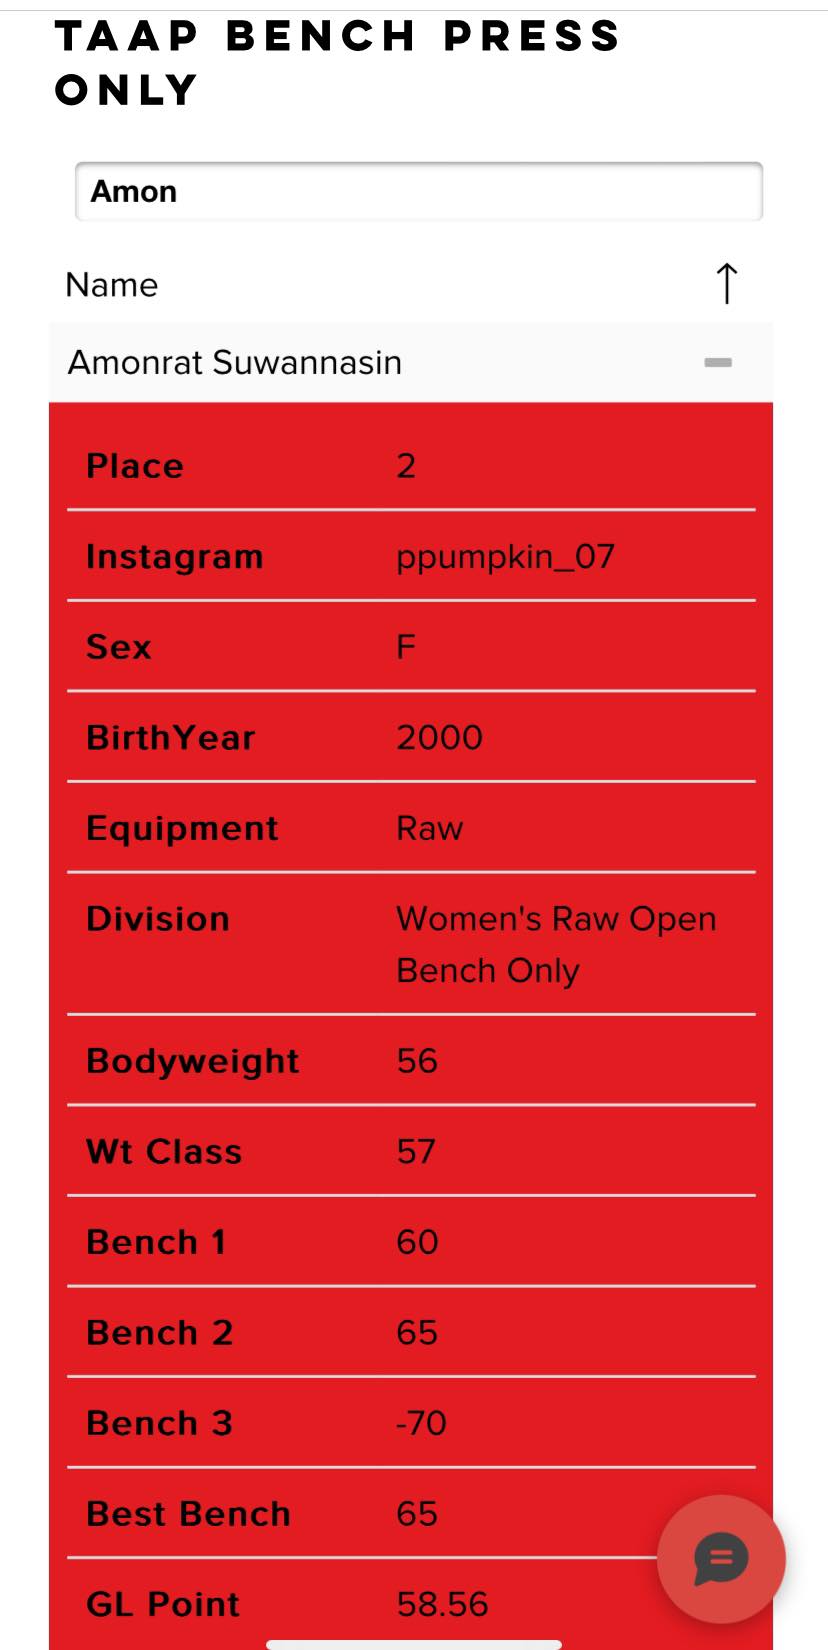 TAAP BENCH PRESS
ONLY
Amon
Name ↑
Amonrat Suwannasin
Place 2
Instagram ppumpkin_07
Sex F
BirthYear 2000
Equipment Raw
Division Women's Raw Open
Bench Only
Bodyweight 56
Wt Class 57
Bench 1 60
Bench 2 65
Bench 3 -70
Best Bench 65
GL Point 58.56